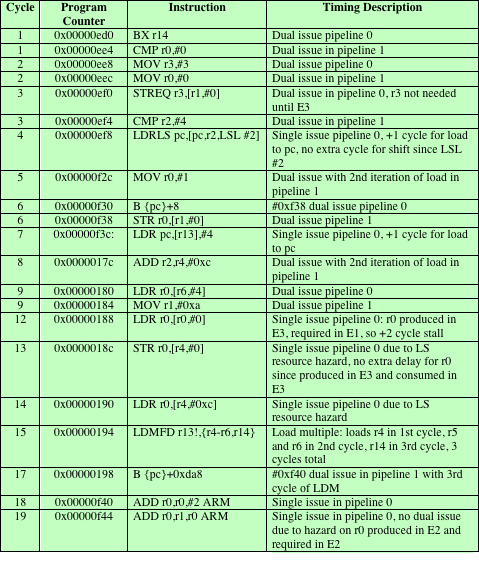 Cycle Program Counter Instruction Timing Description
1 0x00000ed0 BX r14 Dual issue pipeline 0
1 0x00000ee4 CMP r0,#0 Dual issue in pipeline 1
2 0x00000ee8 MOV r3,#3 Dual issue pipeline 0
2 0x00000eec MOV r0,#0 Dual issue in pipeline 1
3 0x00000ef0 STREQ r3,[r1,#0] Dual issue in pipeline 0, r3 not needed
until E3
3 0x00000ef4 CMP r2,#4 Dual issue in pipeline 1
4 0x00000ef8 LDRLS pc,[pc,r2,LSL #2] Single issue pipeline 0, +1 cycle for load
to pc, no extra cycle for shift since LSL
#2
5 0x00000f2c MOV r0,#1 Dual issue with 2nd iteration of load in
pipeline 1
6 0x00000f30 B {pc}+8 #0xf38 dual issue pipeline 0
6 0x00000f38 STR r0,[r1,#0] Dual issue pipeline 1
7 0x00000f3c: LDR pc,[r13],#4 Single issue pipeline 0, +1 cycle for load
to pc
8 0x0000017c ADD r2,r4,#0xc Dual issue with 2nd iteration of load in
pipeline 1
9 0x00000180 LDR r0,[r6,#4] Dual issue pipeline 0
9 0x00000184 MOV r1,#0xa Dual issue pipeline 1
12 0x00000188 LDR r0,[r0,#0] Single issue pipeline 0: r0 produced in
E3, required in E1, so +2 cycle stall
13 0x0000018c STR r0,[r4,#0] Single issue pipeline 0 due to LS
resource hazard, no extra delay for r0
since produced in E3 and consumed in
E3
14 0x00000190 LDR r0,[r4,#0xc] Single issue pipeline 0 due to LS
resource hazard
15 0x00000194 LDMFD r13!,{r4-r6,r14} Load multiple: loads r4 in 1st cycle, r5
and r6 in 2nd cycle, r14 in 3rd cycle, 3
cycles total
17 0x00000198 B {pc}+0xda8 #0xf40 dual issue in pipeline 1 with 3rd
cycle of LDM
18 0x00000f40 ADD r0,r0,#2 ARM Single issue in pipeline 0
19 0x00000f44 ADD r0,r1,r0 ARM Single issue in pipeline 0, no dual issue
due to hazard on r0 produced in E2 and
required in E2